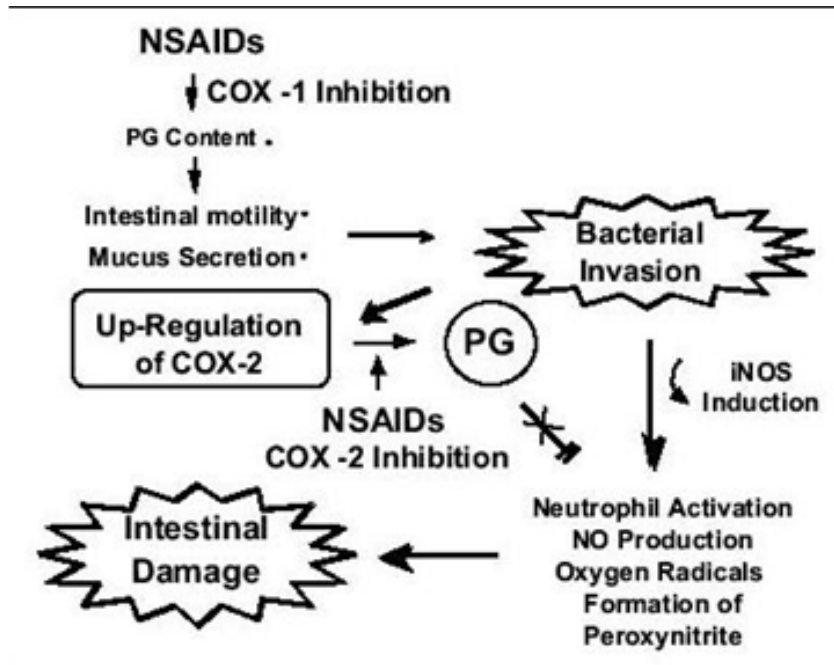 NSAIDs
COX -1 Inhibition
PG Content .
Intestinal motility·
Mucus Secretion·
Bacterial
Invasion
Up-Regulation
of COX-2
PG
iNOS
Induction
NSAIDs
COX -2 Inhibition
Neutrophil Activation
NO Production
Oxygen Radicals
Formation of
Peroxynitrite
Intestinal
Damage